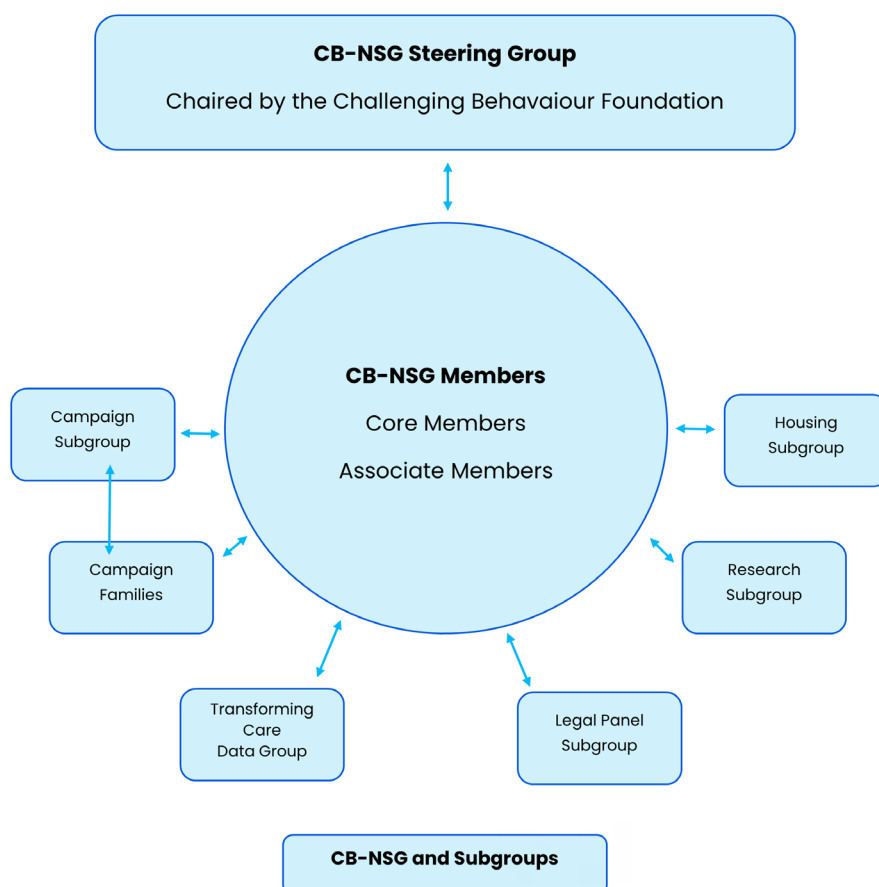 CB-NSG Steering Group
Chaired by the Challenging Behavaiour Foundation
CB-NSG Members
Core Members
Associate Members
Campaign
Subgroup
Housing
Subgroup
Campaign
Families
Research
Subgroup
Transforming
Care
Data Group
Legal Panel
Subgroup
CB-NSG and Subgroups